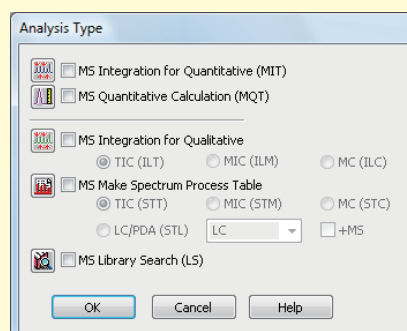 Analysis Type
MS Integration for Quantitative (MIT)
MS Quantitative Calculation (MQT)
MS Integration for Qualitative
TIC (ILT) MIC (ILM) MC (ILC)
MS Make Spectrum Process Table
TIC (STT) MIC (STM) MC (STC)
LC/PDA (STL) LC +MS
MS Library Search (LS)
OK Cancel Help